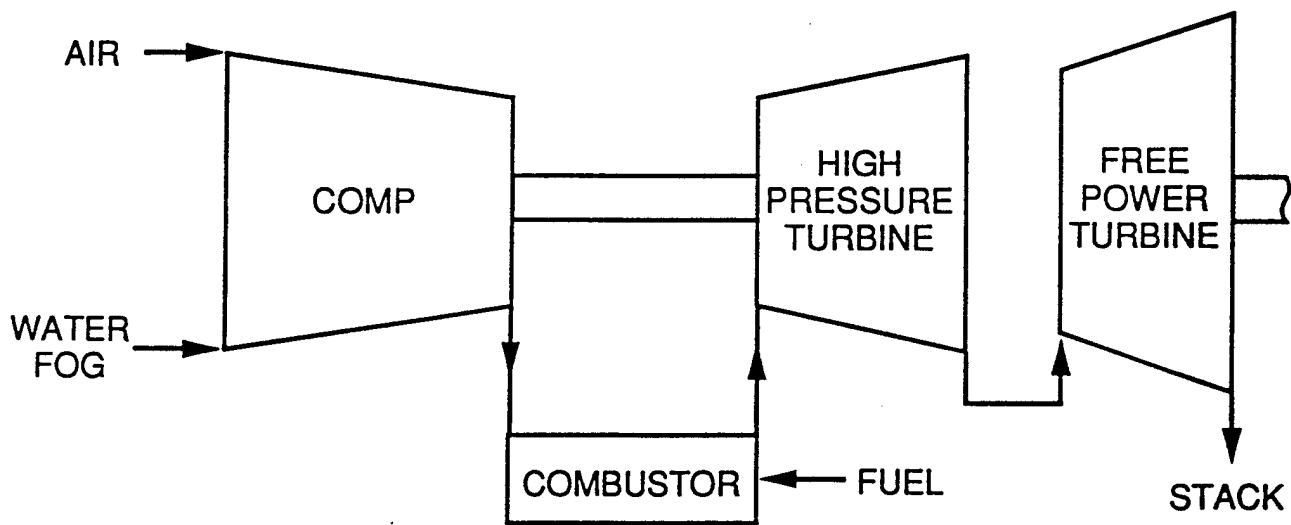 AIR
COMP
WATER
FOG
HIGH
PRESSURE
TURBINE
FREE
POWER
TURBINE
COMBUSTOR
FUEL
STACK